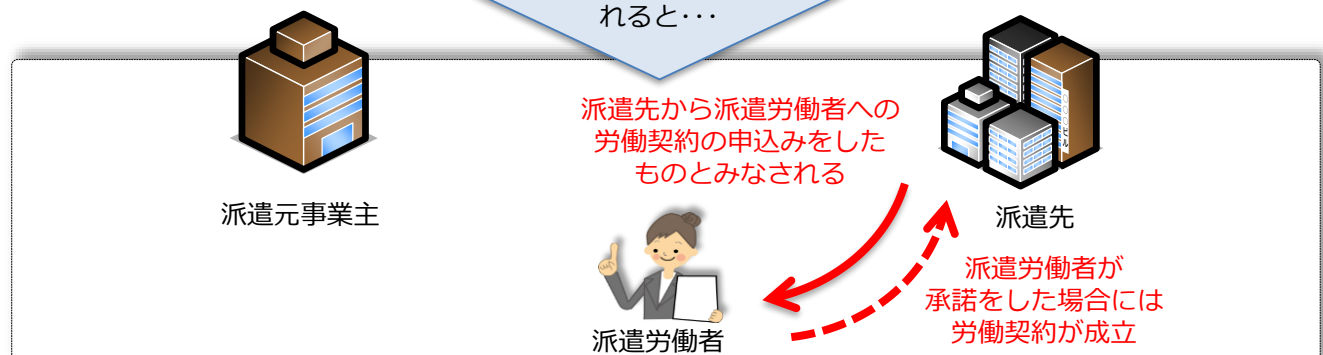 れると･･･
派遣先から派遣労働者への
労働契約の申込みをした
ものとみなされる
派遣元事業主
派遣先
派遣労働者が
承諾をした場合には
労働契約が成立
派遣労働者